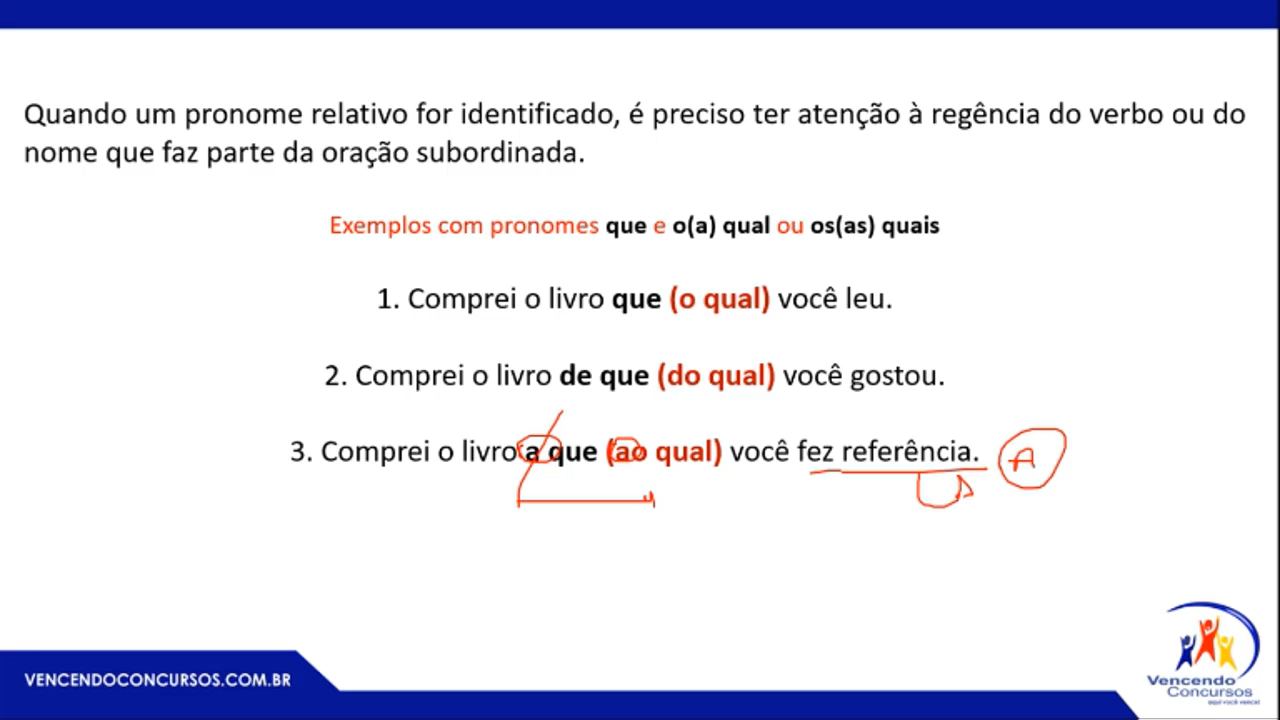 Quando um pronome relativo for identificado, é preciso ter atenção à regência do verbo ou do
nome que faz parte da oração subordinada.
Exemplos com pronomes que e o(a) qual ou os(as) quais
1. Comprei o livro que (o qual) você leu.
2. Comprei o livro de que (do qual) você gostou.
3. Comprei o livro a que (ao qual) você fez referência.
A
VENCENDOCONCURSOS.COM.BR
Vencendo
Concursos
aqui você vence!